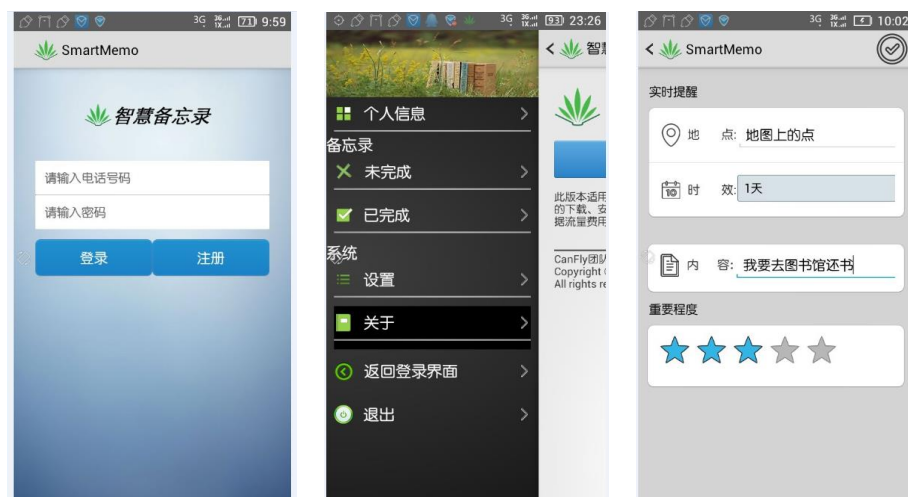 3G 71 9:59
SmartMemo
智慧备忘录
请输入电话号码
请输入密码
登录 注册
3G 93 23:26
个人信息
备忘录
未完成
已完成
系统
设置
关于
返回登录界面
退出
智
此版本适用
的下载、安
据流量费用
CanFly团队
Copyright
All rights re
3G 10:02
SmartMemo
实时提醒
地 点: 地图上的点
时 效: 1天
内 容: 我要去图书馆还书
重要程度